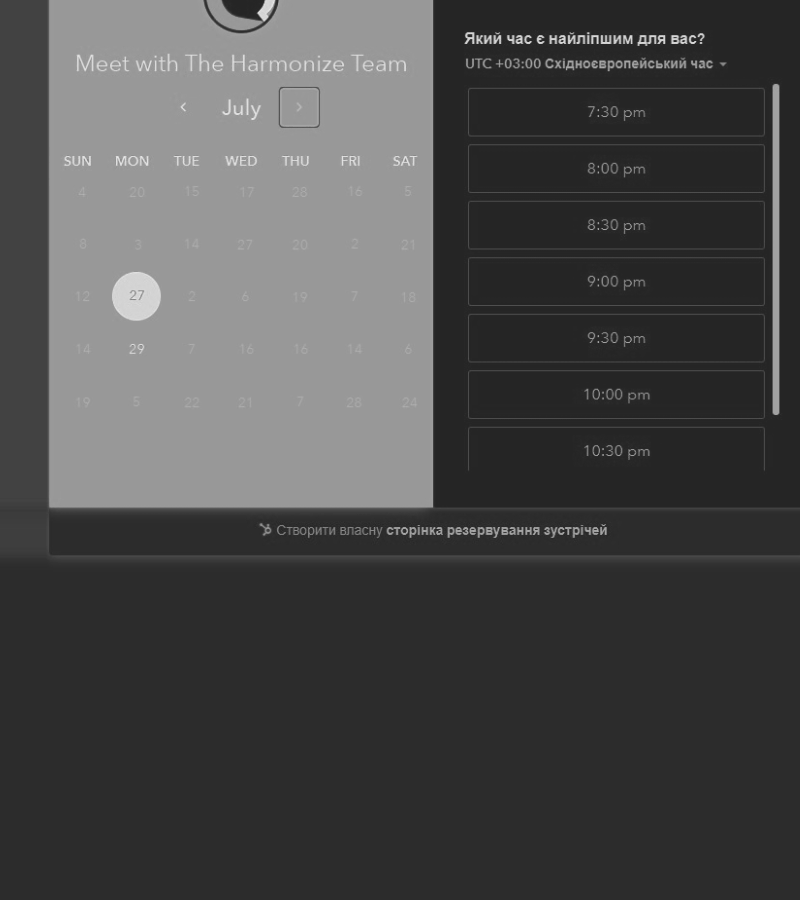 Meet with The Harmonize Team
July
SUN MON TUE WED THU FRI SAT
4 20 15 17 28 16 5
8 3 14 27 20 2 21
12 27 2 6 19 7 18
14 29 7 16 16 14 6
19 5 22 21 7 28 24
Який час є найліпшим для вас?
UTC +03:00 Східноєвропейський час
7:30 pm
8:00 pm
8:30 pm
9:00 pm
9:30 pm
10:00 pm
10:30 pm
Створити власну сторінка резервування зустрічей